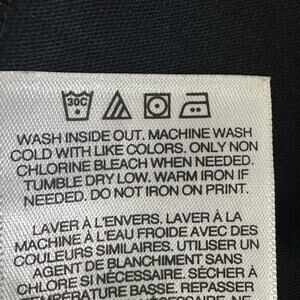 30C
WASH INSIDE OUT. MACHINE WASH
COLD WITH LIKE COLORS. ONLY NON
CHLORINE BLEACH WHEN NEEDED.
TUMBLE DRY LOW. WARM IRON IF
NEEDED. DO NOT IRON ON PRINT.
LAVER À L'ENVERS. LAVER À LA
MACHINE À L'EAU FROIDE AVEC DES
COULEURS SIMILAIRES. UTILISER UN
AGENT DE BLANCHIMENT SANS
CHLORE SI NÉCESSAIRE. SÉCHER À
TEMPÉRATURE BASSE. REPASSER